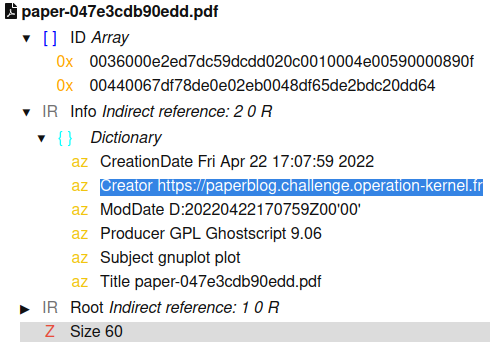 paper-047e3cdb90edd.pdf
▼ [ ] ID Array
0x 0036000e2ed7dc59dcdd020c0010004e00590000890f
0x 00440067df78de0e02eb0048df65de2bdc20dd64
▼ IR Info Indirect reference: 2 0 R
▼ { } Dictionary
az CreationDate Fri Apr 22 17:07:59 2022
az Creator https://paperblog.challenge.operation-kernel.fr
az ModDate D:20220422170759Z00'00'
az Producer GPL Ghostscript 9.06
az Subject gnuplot plot
az Title paper-047e3cdb90edd.pdf
▶ IR Root Indirect reference: 1 0 R
Z Size 60